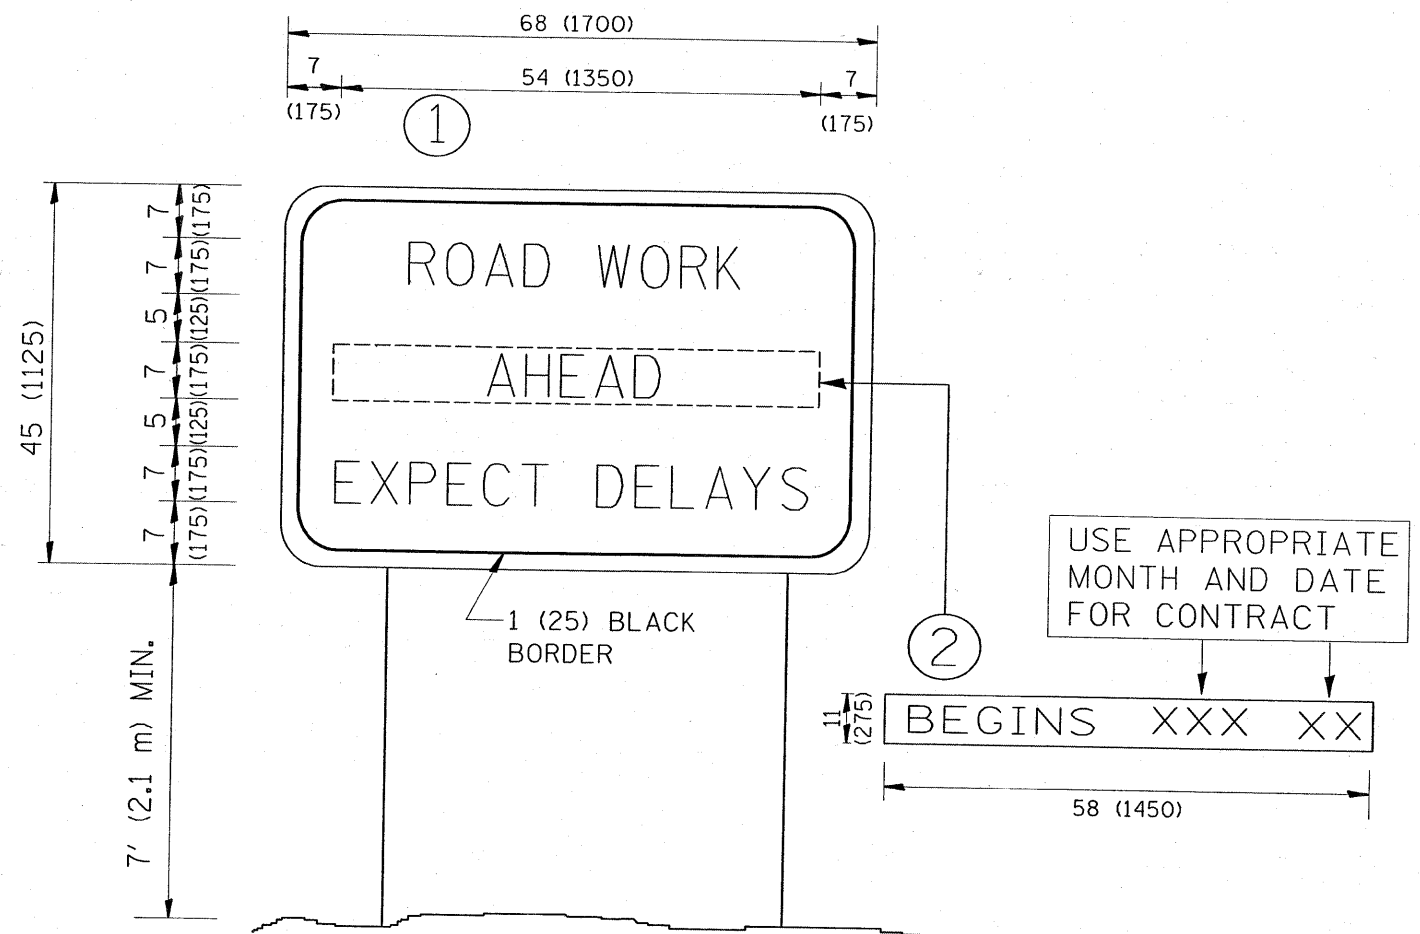 68 (1700)
7
54 (1350)
7
(175)
(175)
1
7
(175)
7
(175)
5
(125)
7
(175)
5
(125)
7
(175)
7
(175)
45 (1125)
ROAD WORK
AHEAD
EXPECT DELAYS
1 (25) BLACK
BORDER
7' (2.1 m) MIN.
USE APPROPRIATE
MONTH AND DATE
FOR CONTRACT
2
11
(275)
BEGINS XXX XX
58 (1450)